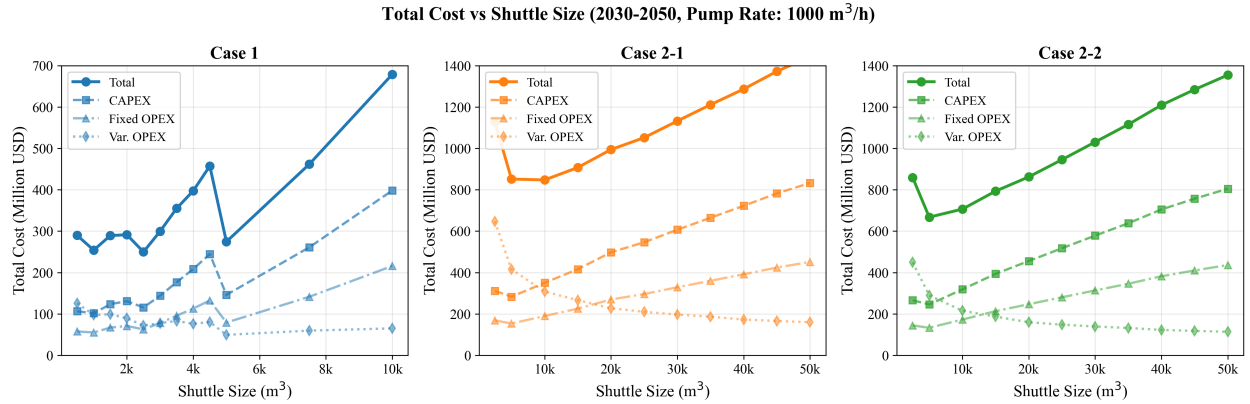 Total Cost vs Shuttle Size (2030-2050, Pump Rate: 1000 m³/h)
Case 1
Total Cost (Million USD)
700
600
500
400
300
200
100
0
Total
CAPEX
Fixed OPEX
Var. OPEX
2k 4k 6k 8k 10k
Shuttle Size (m³)
Case 2-1
Total Cost (Million USD)
1400
1200
1000
800
600
400
200
0
Total
CAPEX
Fixed OPEX
Var. OPEX
10k 20k 30k 40k 50k
Shuttle Size (m³)
Case 2-2
Total Cost (Million USD)
1400
1200
1000
800
600
400
200
0
Total
CAPEX
Fixed OPEX
Var. OPEX
10k 20k 30k 40k 50k
Shuttle Size (m³)